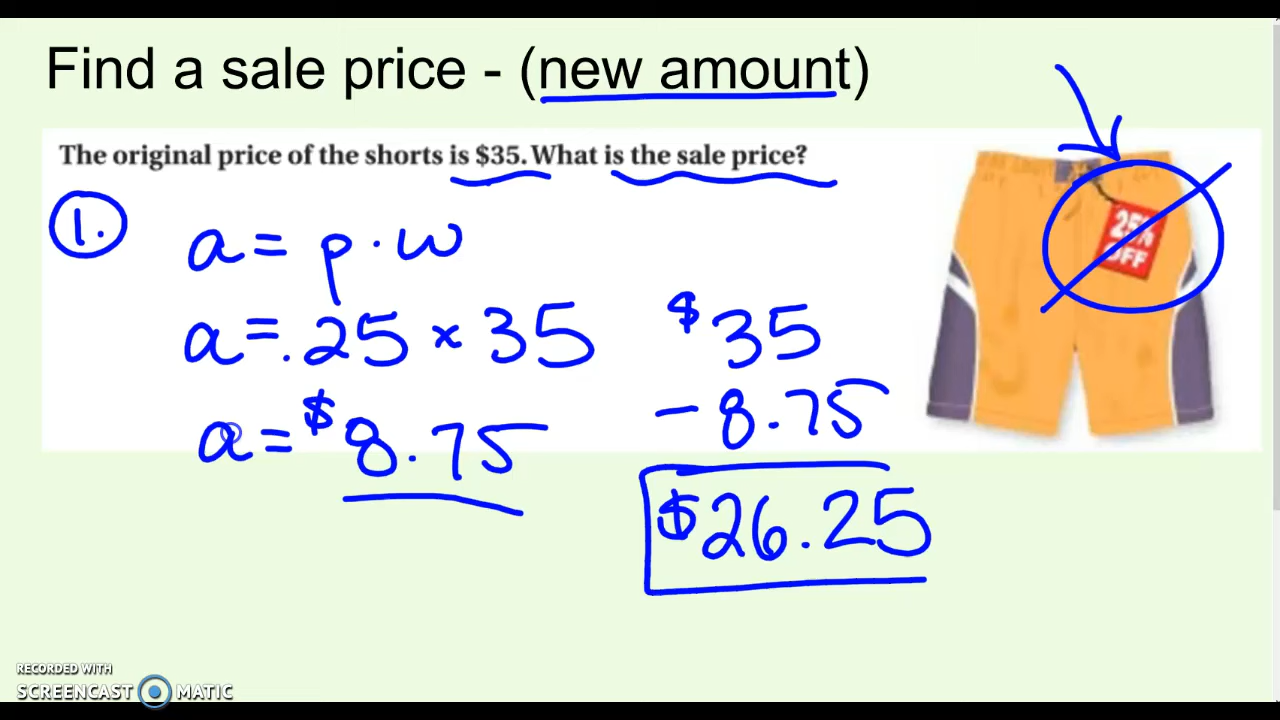 Find a sale price - (new amount)
The original price of the shorts is $35. What is the sale price?
1.
a = p · w
a = .25 × 35
a = $8.75
$35
- 8.75
$26.25
25%
OFF
RECORDED WITH
SCREENCAST MATIC